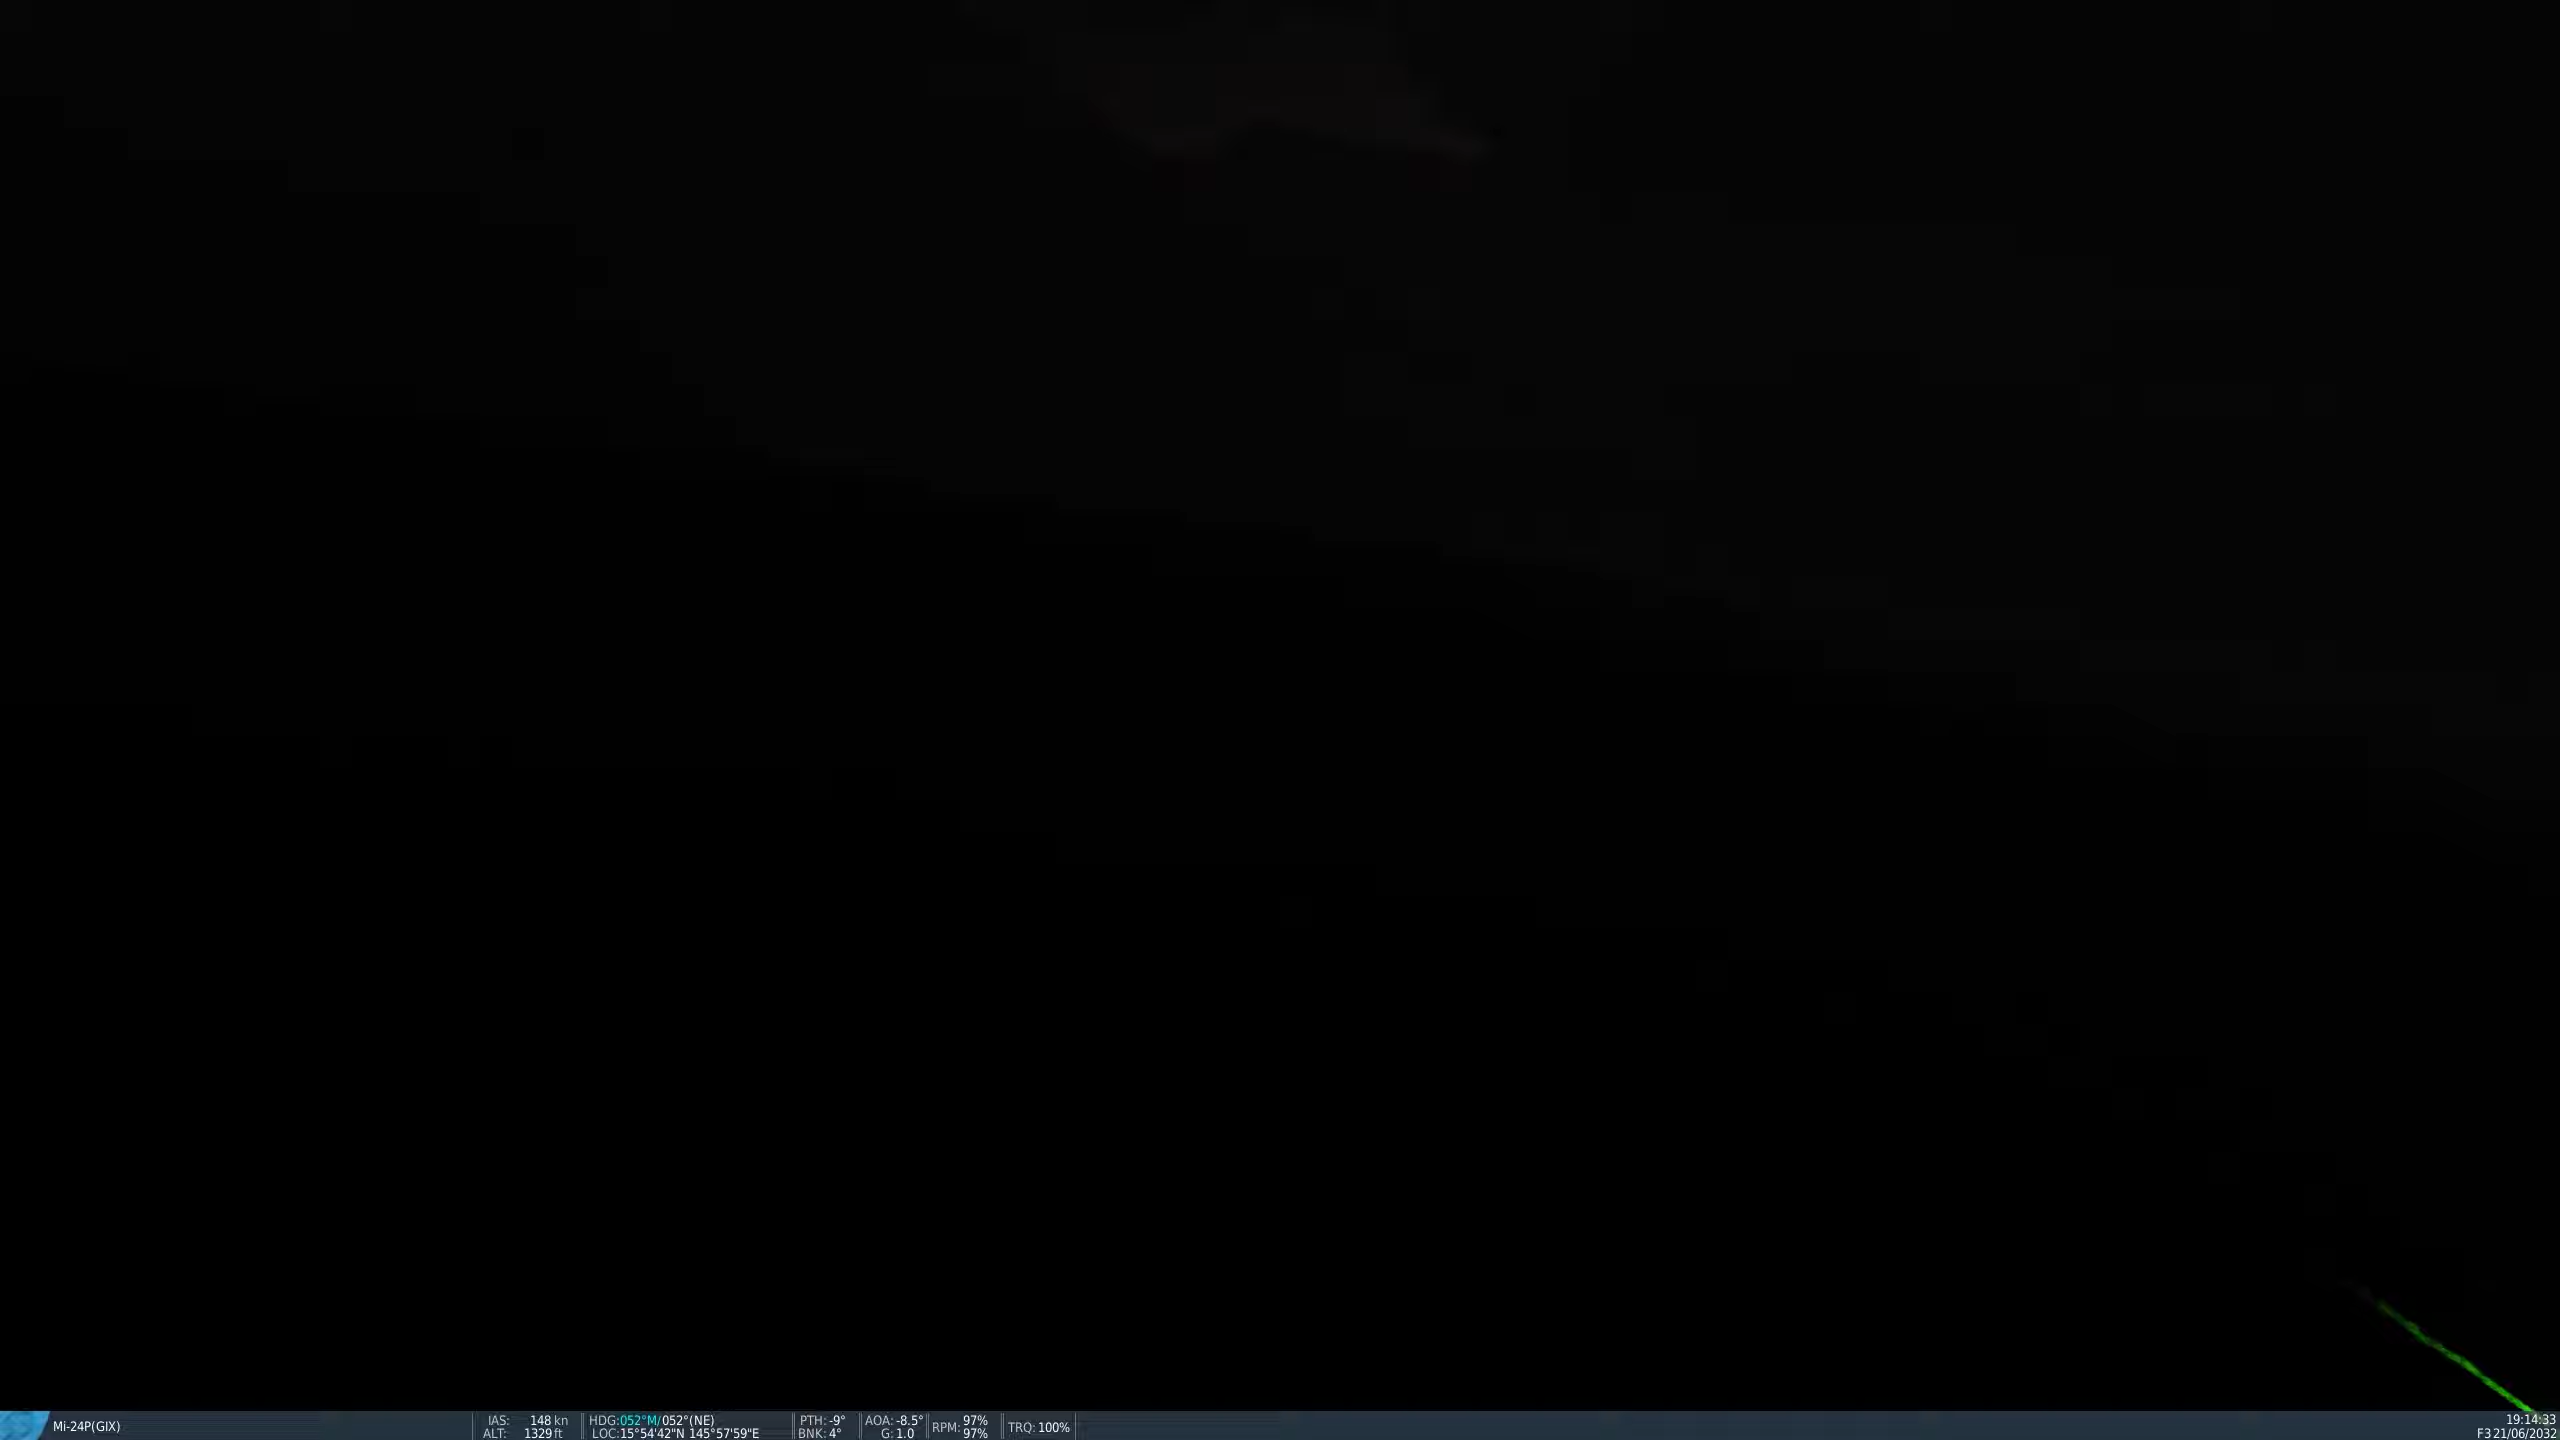 Mi-24P(GIX)
IAS: 148 kn
ALT: 1329 ft
HDG:052°M/052°(NE)
LOC:15°54'42"N 145°57'59"E
PTH: -9°
BNK: 4°
AOA: -8.5°
G: 1.0
RPM: 97%
97%
TRQ: 100%
19:14:33
F3 21/06/2032